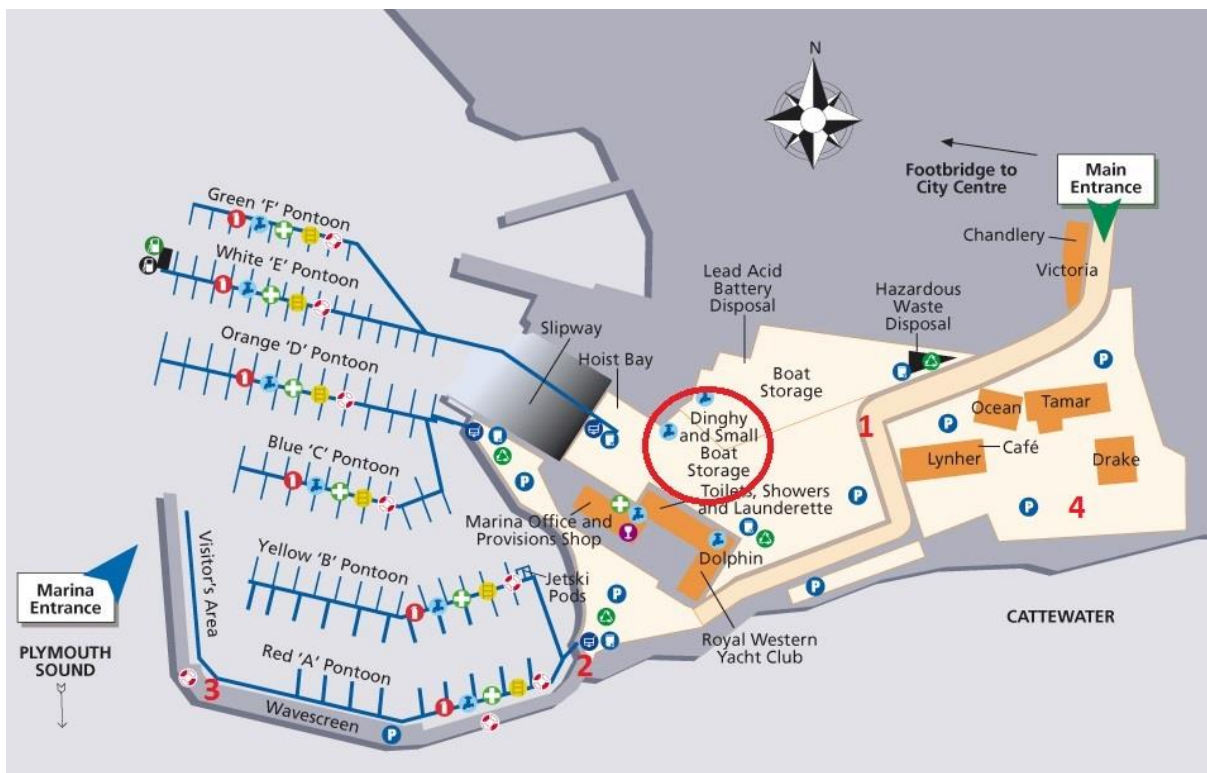 N
Footbridge to
City Centre
Main
Entrance
Green 'F' Pontoon
Chandlery
White 'E' Pontoon
Victoria
Lead Acid
Battery
Disposal
Hazardous
Waste
Disposal
Slipway
Orange 'D' Pontoon
Hoist Bay
Boat
Storage
Dinghy
and Small
Boat
Storage
1
Ocean
Tamar
Café
Lynher
Drake
Blue 'C' Pontoon
Toilets, Showers
and Launderette
4
Marina Office and
Provisions Shop
Dolphin
Yellow 'B' Pontoon
Jetski
Pods
Visitor's Area
Marina
Entrance
CATTEWATER
PLYMOUTH
SOUND
Royal Western
Yacht Club
Red 'A' Pontoon
2
3
Wavescreen
P
P
P
P
P
P
P
P